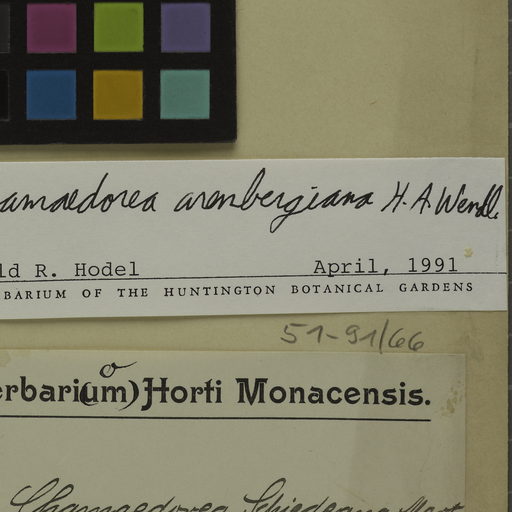 amaedorea arenbergiana H. A. Wendl.
ld R. Hodel April, 1991
BARIUM OF THE HUNTINGTON BOTANICAL GARDENS
51-91/66
erbari(um) o Horti Monacensis.
Chamaedorea Schiedeana Mart